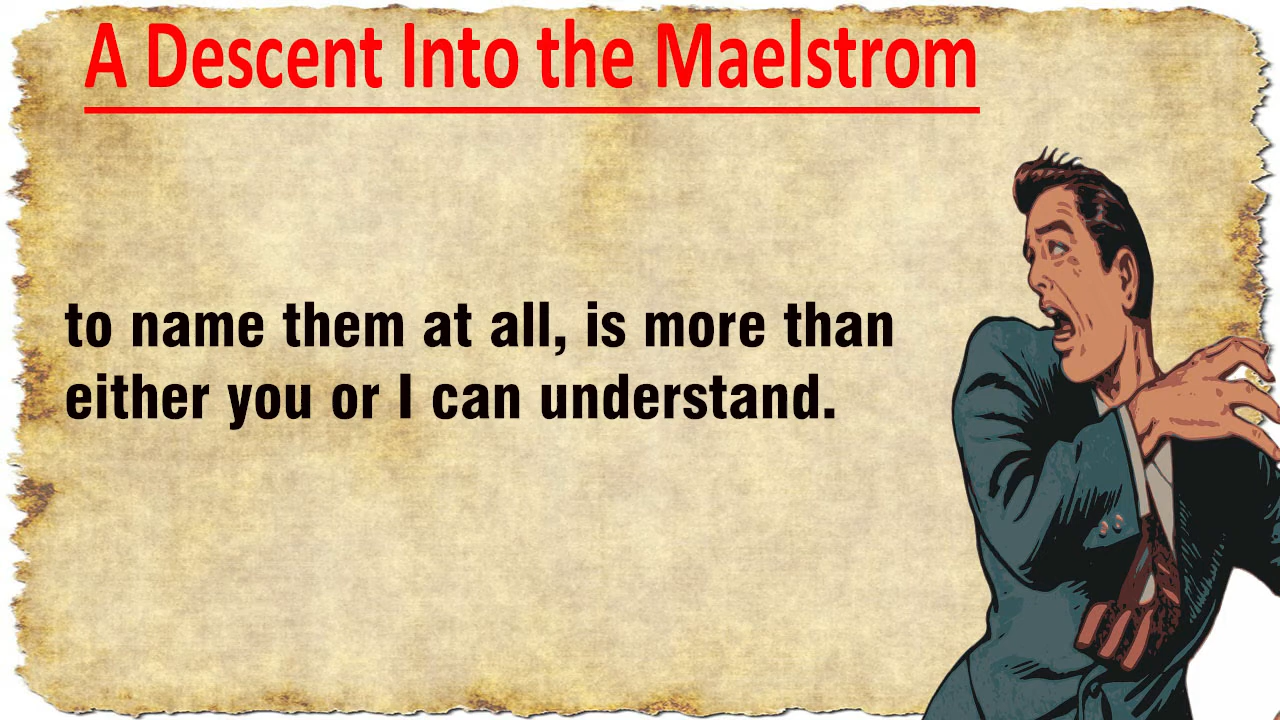 A Descent Into the Maelstrom
to name them at all, is more than
either you or I can understand.